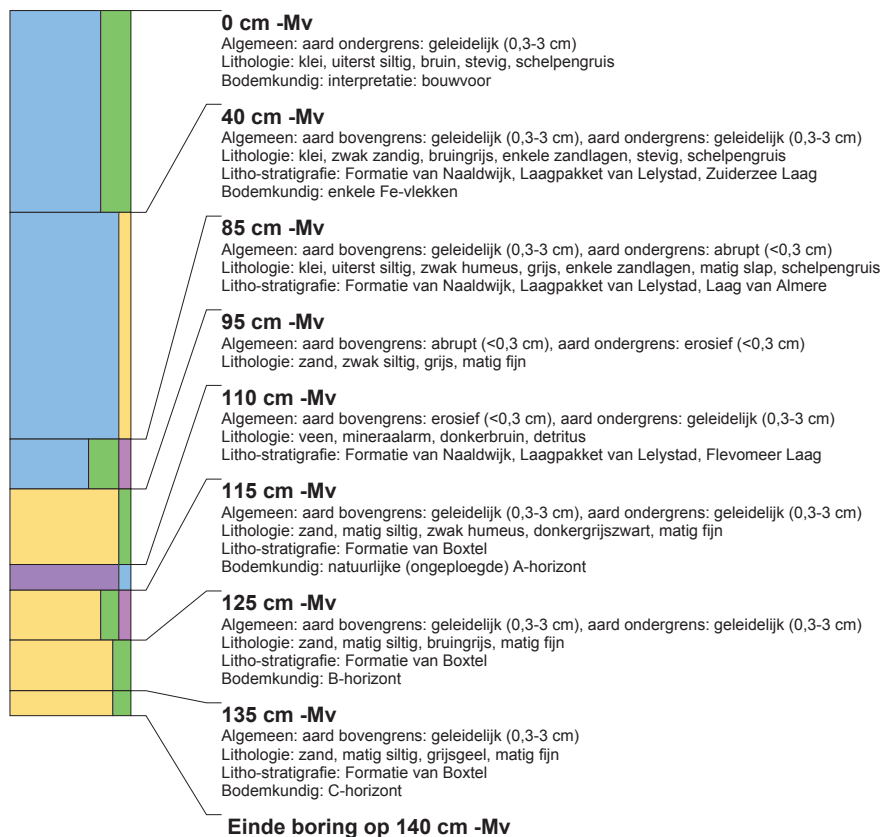 0 cm -Mv
Algemeen: aard ondergrens: geleidelijk (0,3-3 cm)
Lithologie: klei, uiterst siltig, bruin, stevig, schelpengruis
Bodemkundig: interpretatie: bouwvoor
40 cm -Mv
Algemeen: aard bovengrens: geleidelijk (0,3-3 cm), aard ondergrens: geleidelijk (0,3-3 cm)
Lithologie: klei, zwak zandig, bruingrijs, enkele zandlagen, stevig, schelpengruis
Litho-stratigrafie: Formatie van Naaldwijk, Laagpakket van Lelystad, Zuiderzee Laag
Bodemkundig: enkele Fe-vlekken
85 cm -Mv
Algemeen: aard bovengrens: geleidelijk (0,3-3 cm), aard ondergrens: abrupt (<0,3 cm)
Lithologie: klei, uiterst siltig, zwak humeus, grijs, enkele zandlagen, matig slap, schelpengruis
Litho-stratigrafie: Formatie van Naaldwijk, Laagpakket van Lelystad, Laag van Almere
95 cm -Mv
Algemeen: aard bovengrens: abrupt (<0,3 cm), aard ondergrens: erosief (<0,3 cm)
Lithologie: zand, zwak siltig, grijs, matig fijn
110 cm -Mv
Algemeen: aard bovengrens: erosief (<0,3 cm), aard ondergrens: geleidelijk (0,3-3 cm)
Lithologie: veen, mineraalarm, donkerbruin, detritus
Litho-stratigrafie: Formatie van Naaldwijk, Laagpakket van Lelystad, Flevomeer Laag
115 cm -Mv
Algemeen: aard bovengrens: geleidelijk (0,3-3 cm), aard ondergrens: geleidelijk (0,3-3 cm)
Lithologie: zand, matig siltig, zwak humeus, donkergrijszwart, matig fijn
Litho-stratigrafie: Formatie van Boxtel
Bodemkundig: natuurlijke (ongeploegde) A-horizont
125 cm -Mv
Algemeen: aard bovengrens: geleidelijk (0,3-3 cm), aard ondergrens: geleidelijk (0,3-3 cm)
Lithologie: zand, matig siltig, bruingrijs, matig fijn
Litho-stratigrafie: Formatie van Boxtel
Bodemkundig: B-horizont
135 cm -Mv
Algemeen: aard bovengrens: geleidelijk (0,3-3 cm)
Lithologie: zand, matig siltig, grijsgeel, matig fijn
Litho-stratigrafie: Formatie van Boxtel
Bodemkundig: C-horizont
Einde boring op 140 cm -Mv